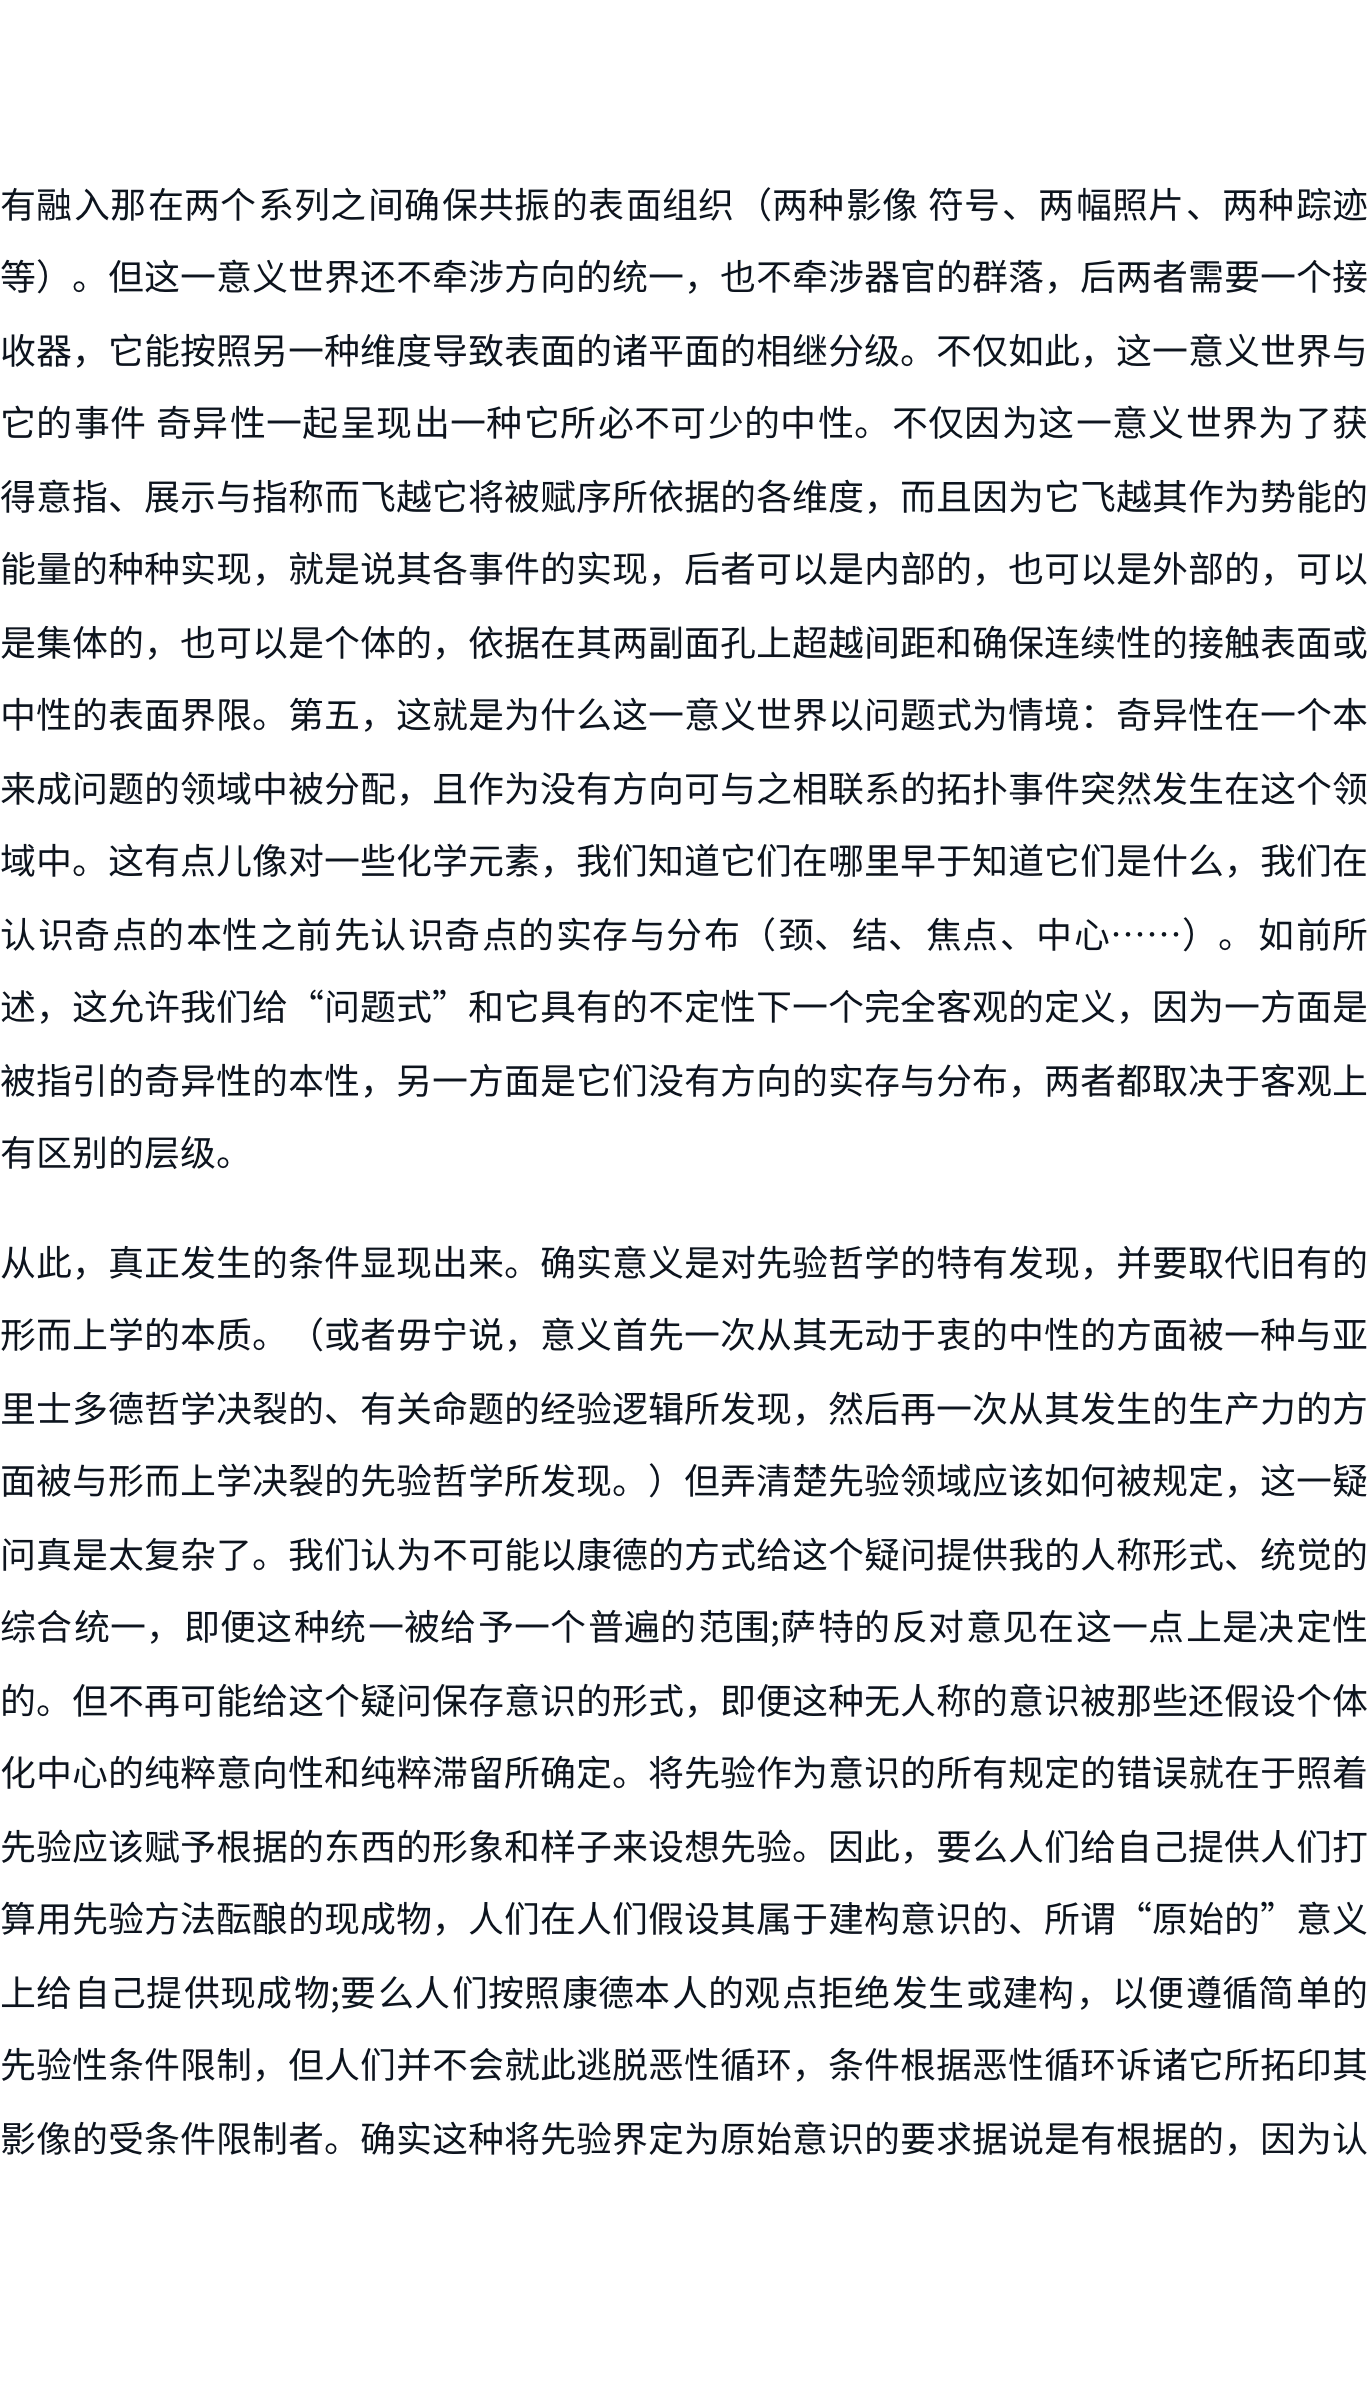 有融入那在两个系列之间确保共振的表面组织（两种影像 符号、两幅照片、两种踪迹
等）。但这一意义世界还不牵涉方向的统一，也不牵涉器官的群落，后两者需要一个接
收器，它能按照另一种维度导致表面的诸平面的相继分级。不仅如此，这一意义世界与
它的事件 奇异性一起呈现出一种它所必不可少的中性。不仅因为这一意义世界为了获
得意指、展示与指称而飞越它将被赋序所依据的各维度，而且因为它飞越其作为势能的
能量的种种实现，就是说其各事件的实现，后者可以是内部的，也可以是外部的，可以
是集体的，也可以是个体的，依据在其两副面孔上超越间距和确保连续性的接触表面或
中性的表面界限。第五，这就是为什么这一意义世界以问题式为情境：奇异性在一个本
来成问题的领域中被分配，且作为没有方向可与之相联系的拓扑事件突然发生在这个领
域中。这有点儿像对一些化学元素，我们知道它们在哪里早于知道它们是什么，我们在
认识奇点的本性之前先认识奇点的实存与分布（颈、结、焦点、中心……）。如前所
述，这允许我们给“问题式”和它具有的不定性下一个完全客观的定义，因为一方面是
被指引的奇异性的本性，另一方面是它们没有方向的实存与分布，两者都取决于客观上
有区别的层级。
从此，真正发生的条件显现出来。确实意义是对先验哲学的特有发现，并要取代旧有的
形而上学的本质。（或者毋宁说，意义首先一次从其无动于衷的中性的方面被一种与亚
里士多德哲学决裂的、有关命题的经验逻辑所发现，然后再一次从其发生的生产力的方
面被与形而上学决裂的先验哲学所发现。）但弄清楚先验领域应该如何被规定，这一疑
问真是太复杂了。我们认为不可能以康德的方式给这个疑问提供我的人称形式、统觉的
综合统一，即便这种统一被给予一个普遍的范围;萨特的反对意见在这一点上是决定性
的。但不再可能给这个疑问保存意识的形式，即便这种无人称的意识被那些还假设个体
化中心的纯粹意向性和纯粹滞留所确定。将先验作为意识的所有规定的错误就在于照着
先验应该赋予根据的东西的形象和样子来设想先验。因此，要么人们给自己提供人们打
算用先验方法酝酿的现成物，人们在人们假设其属于建构意识的、所谓“原始的”意义
上给自己提供现成物;要么人们按照康德本人的观点拒绝发生或建构，以便遵循简单的
先验性条件限制，但人们并不会就此逃脱恶性循环，条件根据恶性循环诉诸它所拓印其
影像的受条件限制者。确实这种将先验界定为原始意识的要求据说是有根据的，因为认